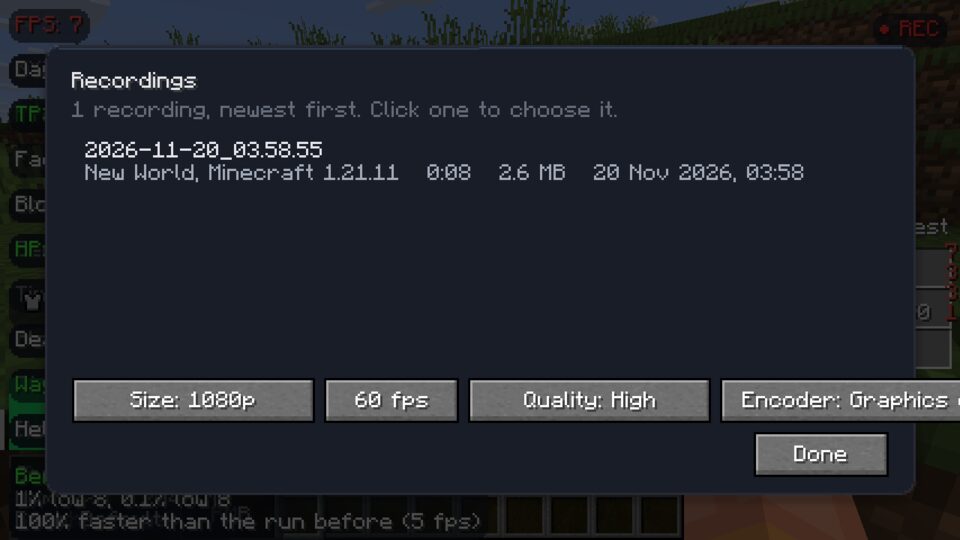 FPS: 7
REC
Recordings
1 recording, newest first. Click one to choose it.
2026-11-20_03.58.55
New World, Minecraft 1.21.11 0:08 2.6 MB 20 Nov 2026, 03:58
Size: 1080p
60 fps
Quality: High
Encoder: Graphics
Done
1% low 8, 0.1% low 8
100% faster than the run before (5 fps)